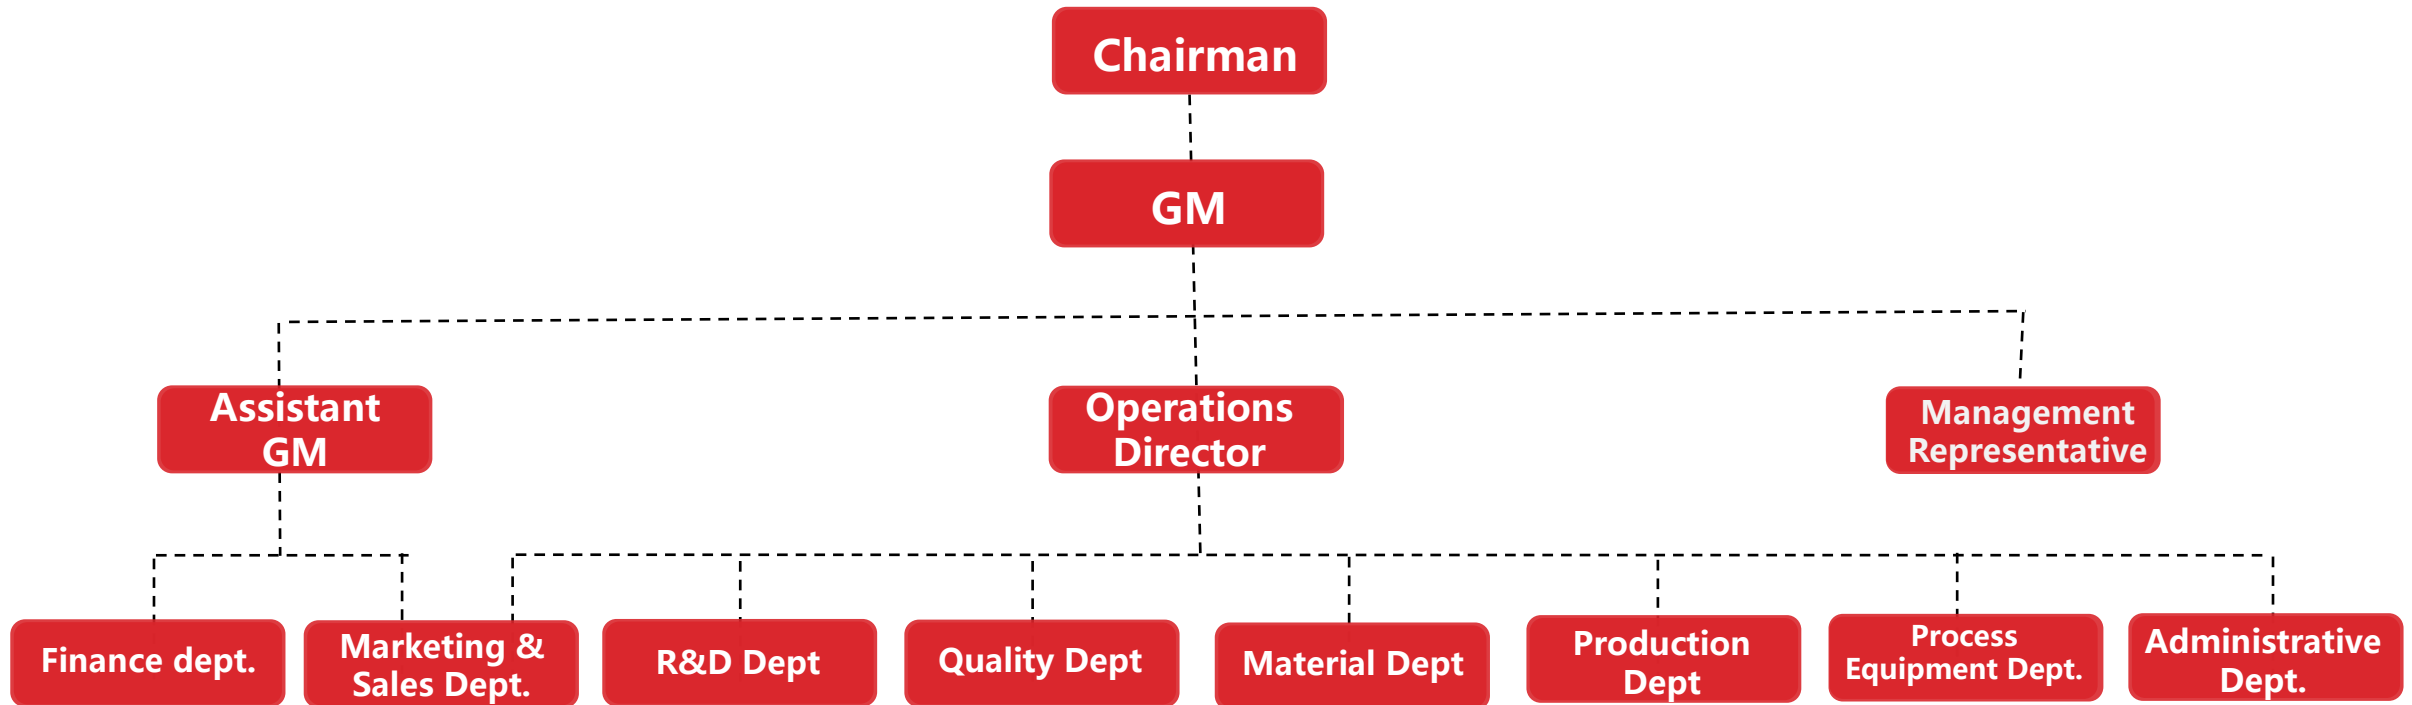 Chairman
GM
Assistant
GM
Operations
Director
Management
Representative
Finance dept.
Marketing &
Sales Dept.
R&D Dept
Quality Dept
Material Dept
Production
Dept
Process
Equipment Dept.
Administrative
Dept.